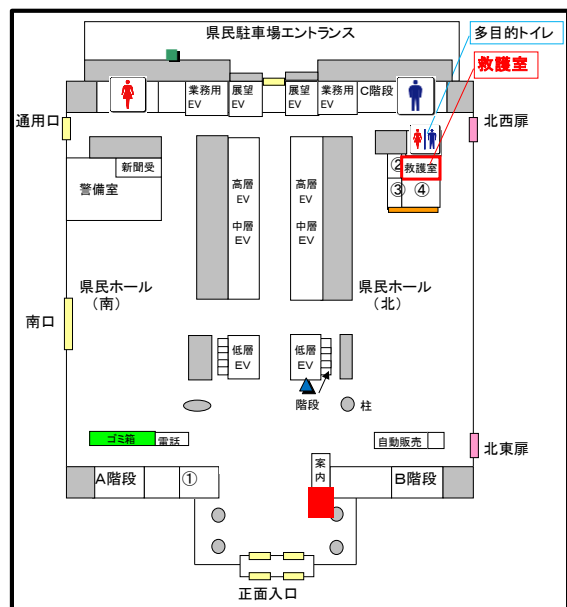 県民駐車場エントランス
多目的トイレ
救護室
業務用
EV
展望
EV
展望
EV
業務用
EV
C階段
通用口
北西扉
新聞受
警備室
②
救護室
③
④
高層
EV
中層
EV
高層
EV
中層
EV
県民ホール
(南)
県民ホール
(北)
南口
低層
EV
低層
EV
階段
柱
ゴミ箱
電話
自動販売
北東扉
案
内
A階段
①
B階段
正面入口